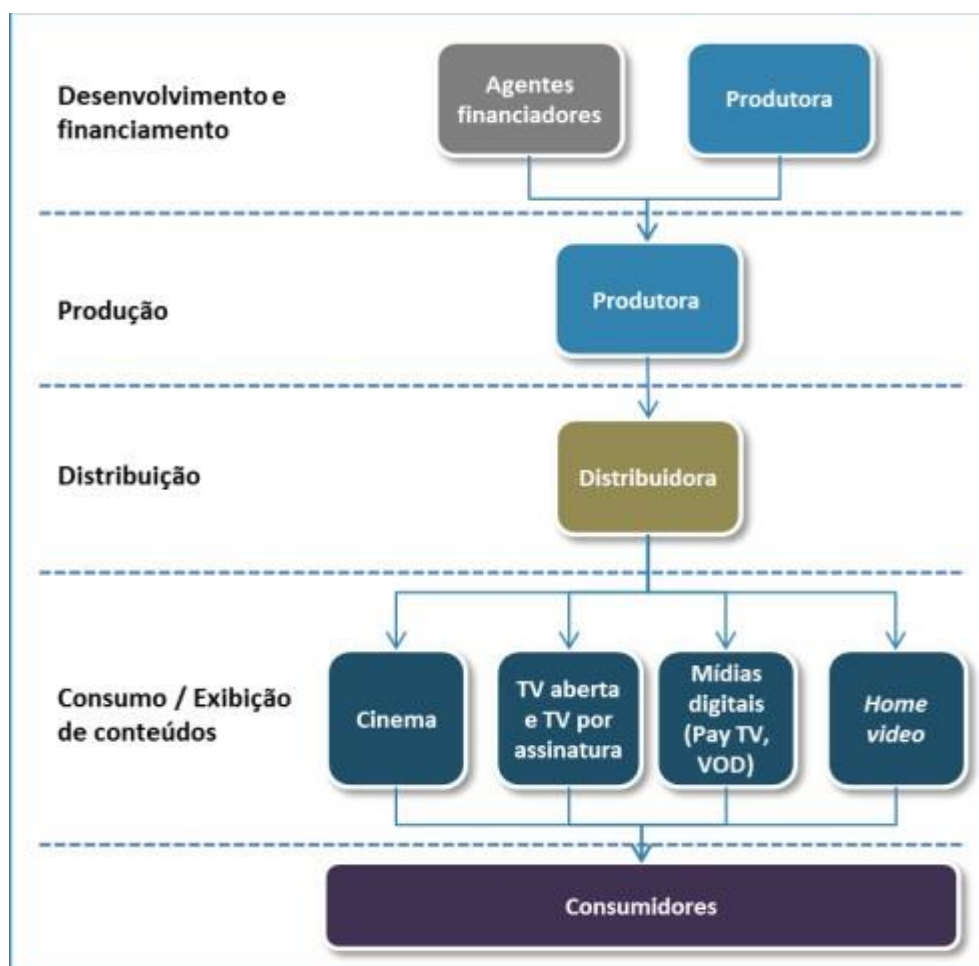 Desenvolvimento e
financiamento
Agentes
financiadores
Produtora
Produção
Produtora
Distribuição
Distribuidora
Consumo / Exibição
de conteúdos
Cinema
TV aberta
e TV por
assinatura
Mídias
digitais
(Pay TV,
VOD)
Home
video
Consumidores